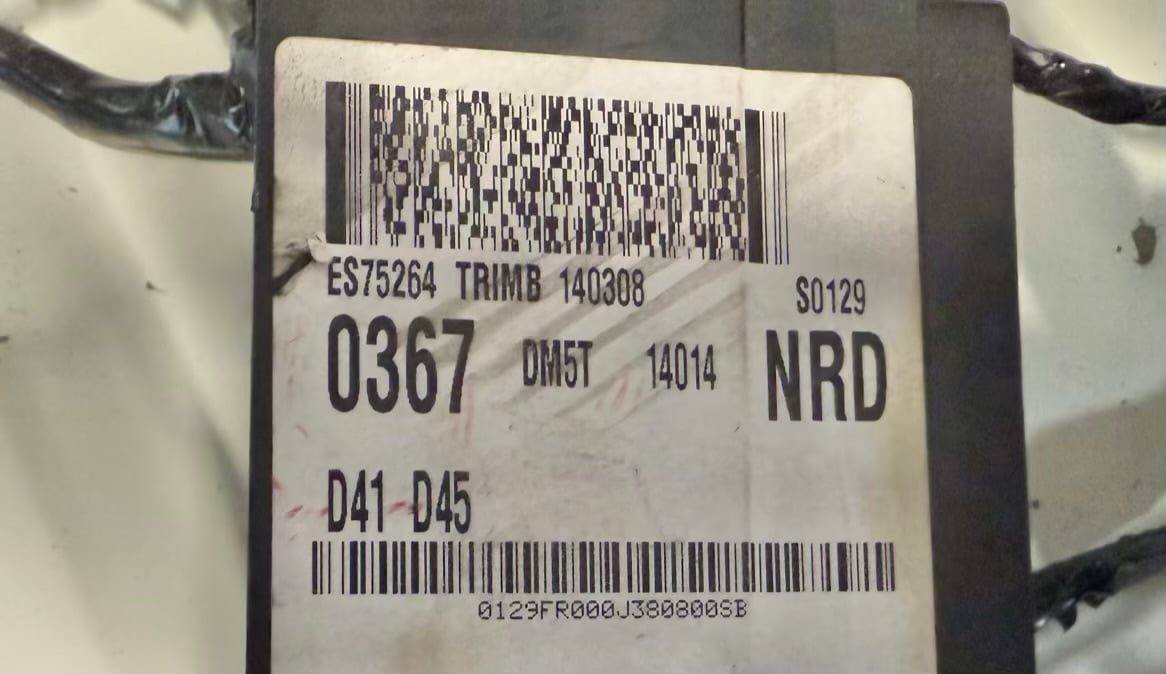 ES75264 TRIMB 140308 S0129
0367 DM5T 14014 NRD
D41 D45
0129FR000J380800SB